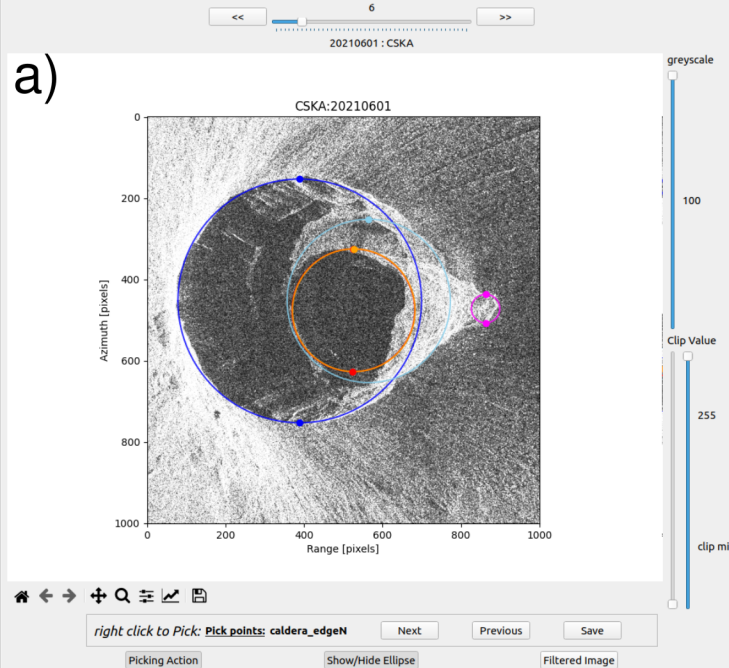 6
<<
>>
20210601 : CSKA
greyscale
a)
CSKA:20210601
0
200
400
600
800
1000
Azimuth [pixels]
0 200 400 600 800 1000
Range [pixels]
100
Clip Value
255
clip mi
right click to Pick: Pick points: caldera_edgeN Next Previous Save
Picking Action Show/Hide Ellipse Filtered Image